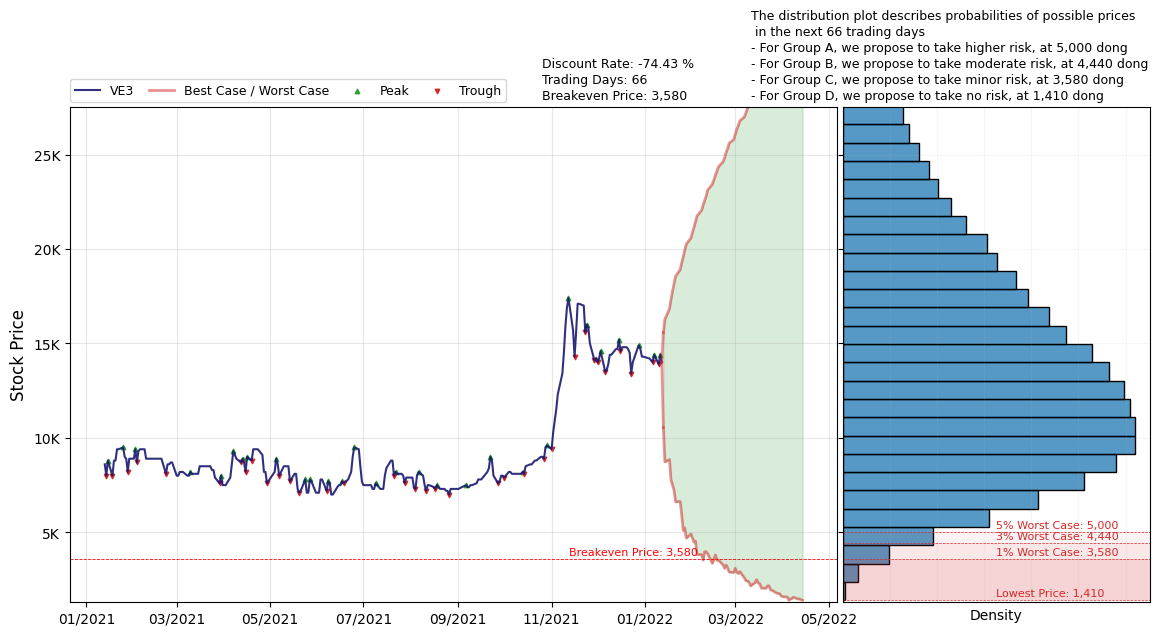 The distribution plot describes probabilities of possible prices
in the next 66 trading days
- For Group A, we propose to take higher risk, at 5,000 dong
- For Group B, we propose to take moderate risk, at 4,440 dong
- For Group C, we propose to take minor risk, at 3,580 dong
- For Group D, we propose to take no risk, at 1,410 dong
Discount Rate: -74.43 %
Trading Days: 66
Breakeven Price: 3,580
VE3
Best Case / Worst Case
Peak
Trough
Stock Price
25K
20K
15K
10K
5K
Breakeven Price: 3,580
5% Worst Case: 5,000
3% Worst Case: 4,440
1% Worst Case: 3,580
Lowest Price: 1,410
01/2021
03/2021
05/2021
07/2021
09/2021
11/2021
01/2022
03/2022
05/2022
Density